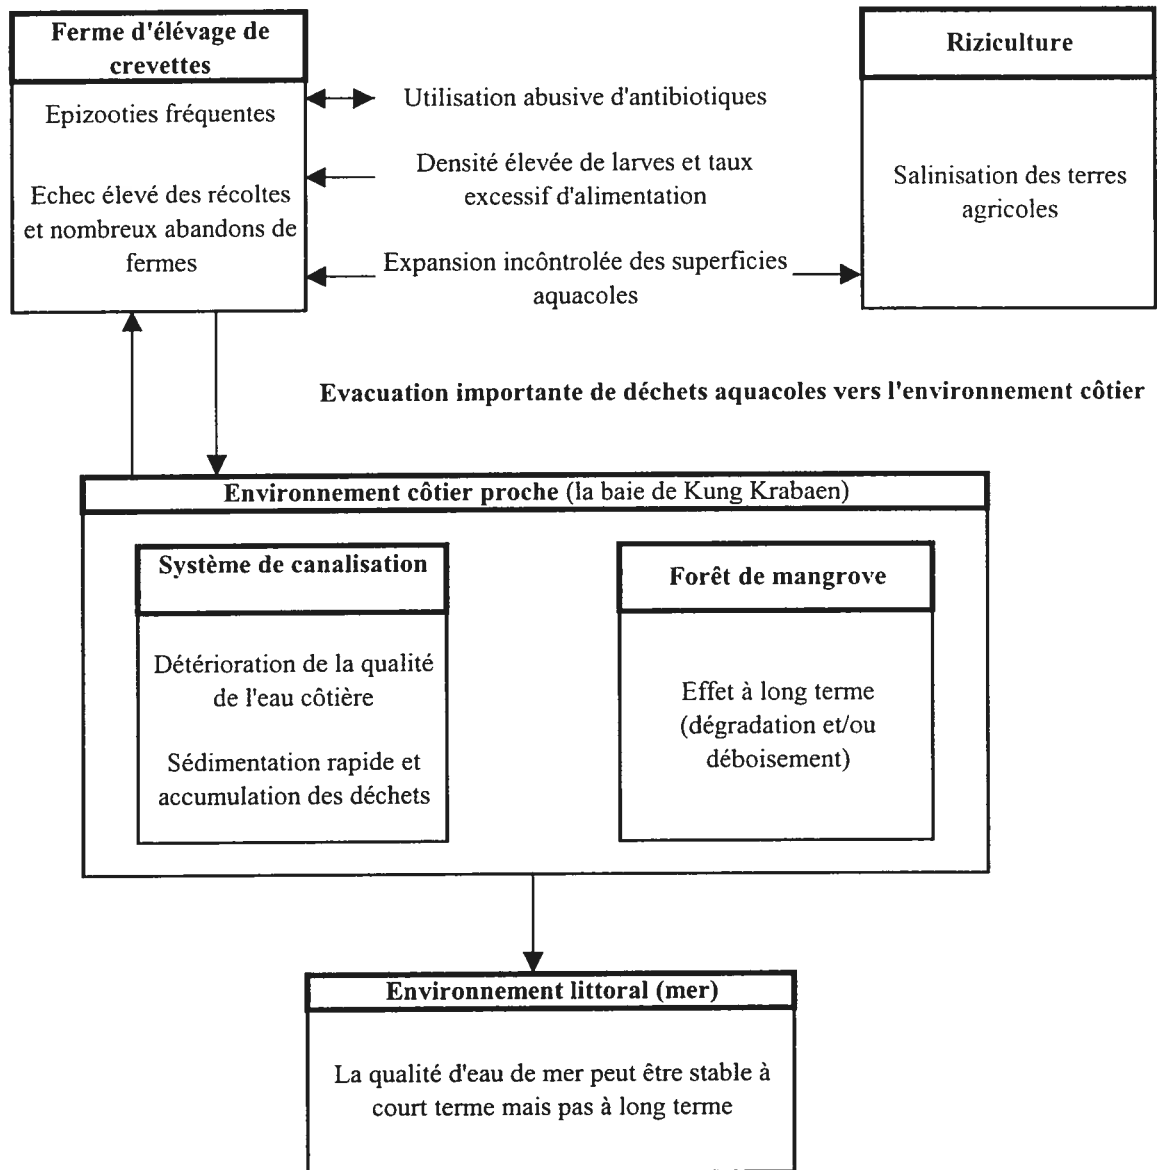 Ferme d'élévage de
crevettes
Epizooties fréquentes
Echec élevé des récoltes
et nombreux abandons de
fermes
Utilisation abusive d'antibiotiques
Densité élevée de larves et taux
excessif d'alimentation
Expansion incôntrolée des superficies
aquacoles
Riziculture
Salinisation des terres
agricoles
Evacuation importante de déchets aquacoles vers l'environnement côtier
Environnement côtier proche (la baie de Kung Krabaen)
Système de canalisation
Détérioration de la qualité
de l'eau côtière
Sédimentation rapide et
accumulation des déchets
Forêt de mangrove
Effet à long terme
(dégradation et/ou
déboisement)
Environnement littoral (mer)
La qualité d'eau de mer peut être stable à
court terme mais pas à long terme